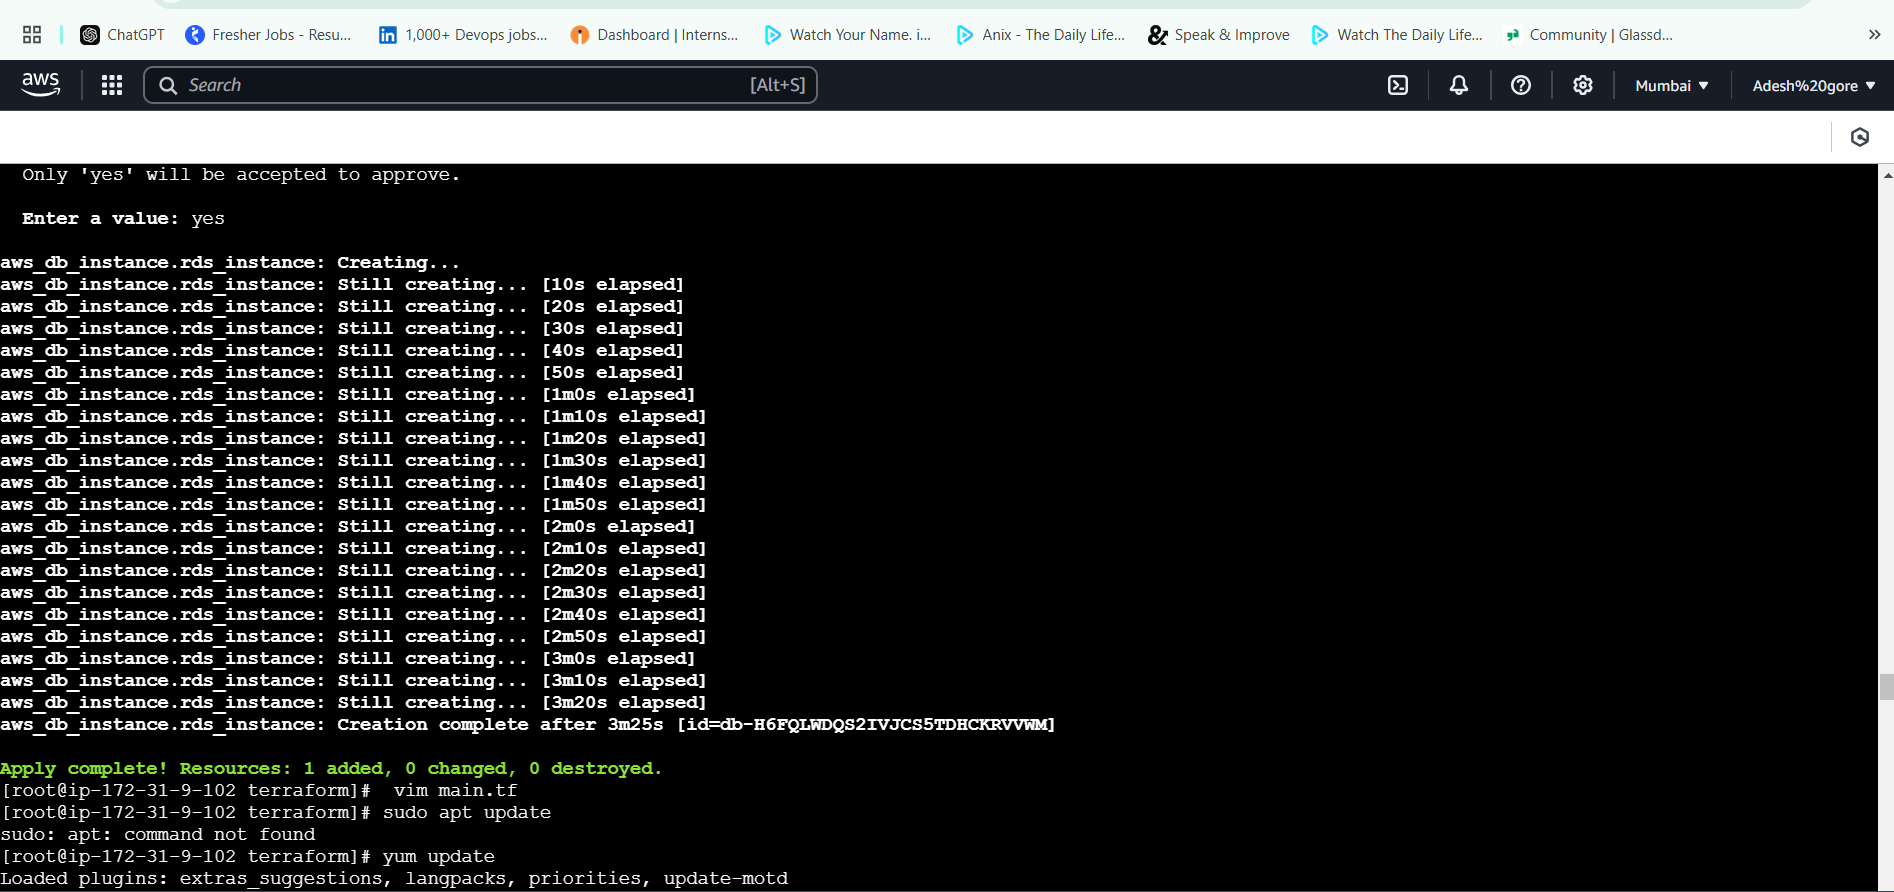 ChatGPT Fresher Jobs - Resu... 1,000+ Devops jobs... Dashboard | Interns... Watch Your Name. i... Anix - The Daily Life... Speak & Improve Watch The Daily Life... Community | Glassd... »
aws Search [Alt+S] Mumbai ▼ Adesh%20gore ▼
Only 'yes' will be accepted to approve.
Enter a value: yes
aws_db_instance.rds_instance: Creating...
aws_db_instance.rds_instance: Still creating... [10s elapsed]
aws_db_instance.rds_instance: Still creating... [20s elapsed]
aws_db_instance.rds_instance: Still creating... [30s elapsed]
aws_db_instance.rds_instance: Still creating... [40s elapsed]
aws_db_instance.rds_instance: Still creating... [50s elapsed]
aws_db_instance.rds_instance: Still creating... [1m0s elapsed]
aws_db_instance.rds_instance: Still creating... [1m10s elapsed]
aws_db_instance.rds_instance: Still creating... [1m20s elapsed]
aws_db_instance.rds_instance: Still creating... [1m30s elapsed]
aws_db_instance.rds_instance: Still creating... [1m40s elapsed]
aws_db_instance.rds_instance: Still creating... [1m50s elapsed]
aws_db_instance.rds_instance: Still creating... [2m0s elapsed]
aws_db_instance.rds_instance: Still creating... [2m10s elapsed]
aws_db_instance.rds_instance: Still creating... [2m20s elapsed]
aws_db_instance.rds_instance: Still creating... [2m30s elapsed]
aws_db_instance.rds_instance: Still creating... [2m40s elapsed]
aws_db_instance.rds_instance: Still creating... [2m50s elapsed]
aws_db_instance.rds_instance: Still creating... [3m0s elapsed]
aws_db_instance.rds_instance: Still creating... [3m10s elapsed]
aws_db_instance.rds_instance: Still creating... [3m20s elapsed]
aws_db_instance.rds_instance: Creation complete after 3m25s [id=db-H6FQLWDQS2IVJCS5TDHCKRVVWM]
Apply complete! Resources: 1 added, 0 changed, 0 destroyed.
[root@ip-172-31-9-102 terraform]#  vim main.tf
[root@ip-172-31-9-102 terraform]# sudo apt update
sudo: apt: command not found
[root@ip-172-31-9-102 terraform]# yum update
Loaded plugins: extras_suggestions, langpacks, priorities, update-motd